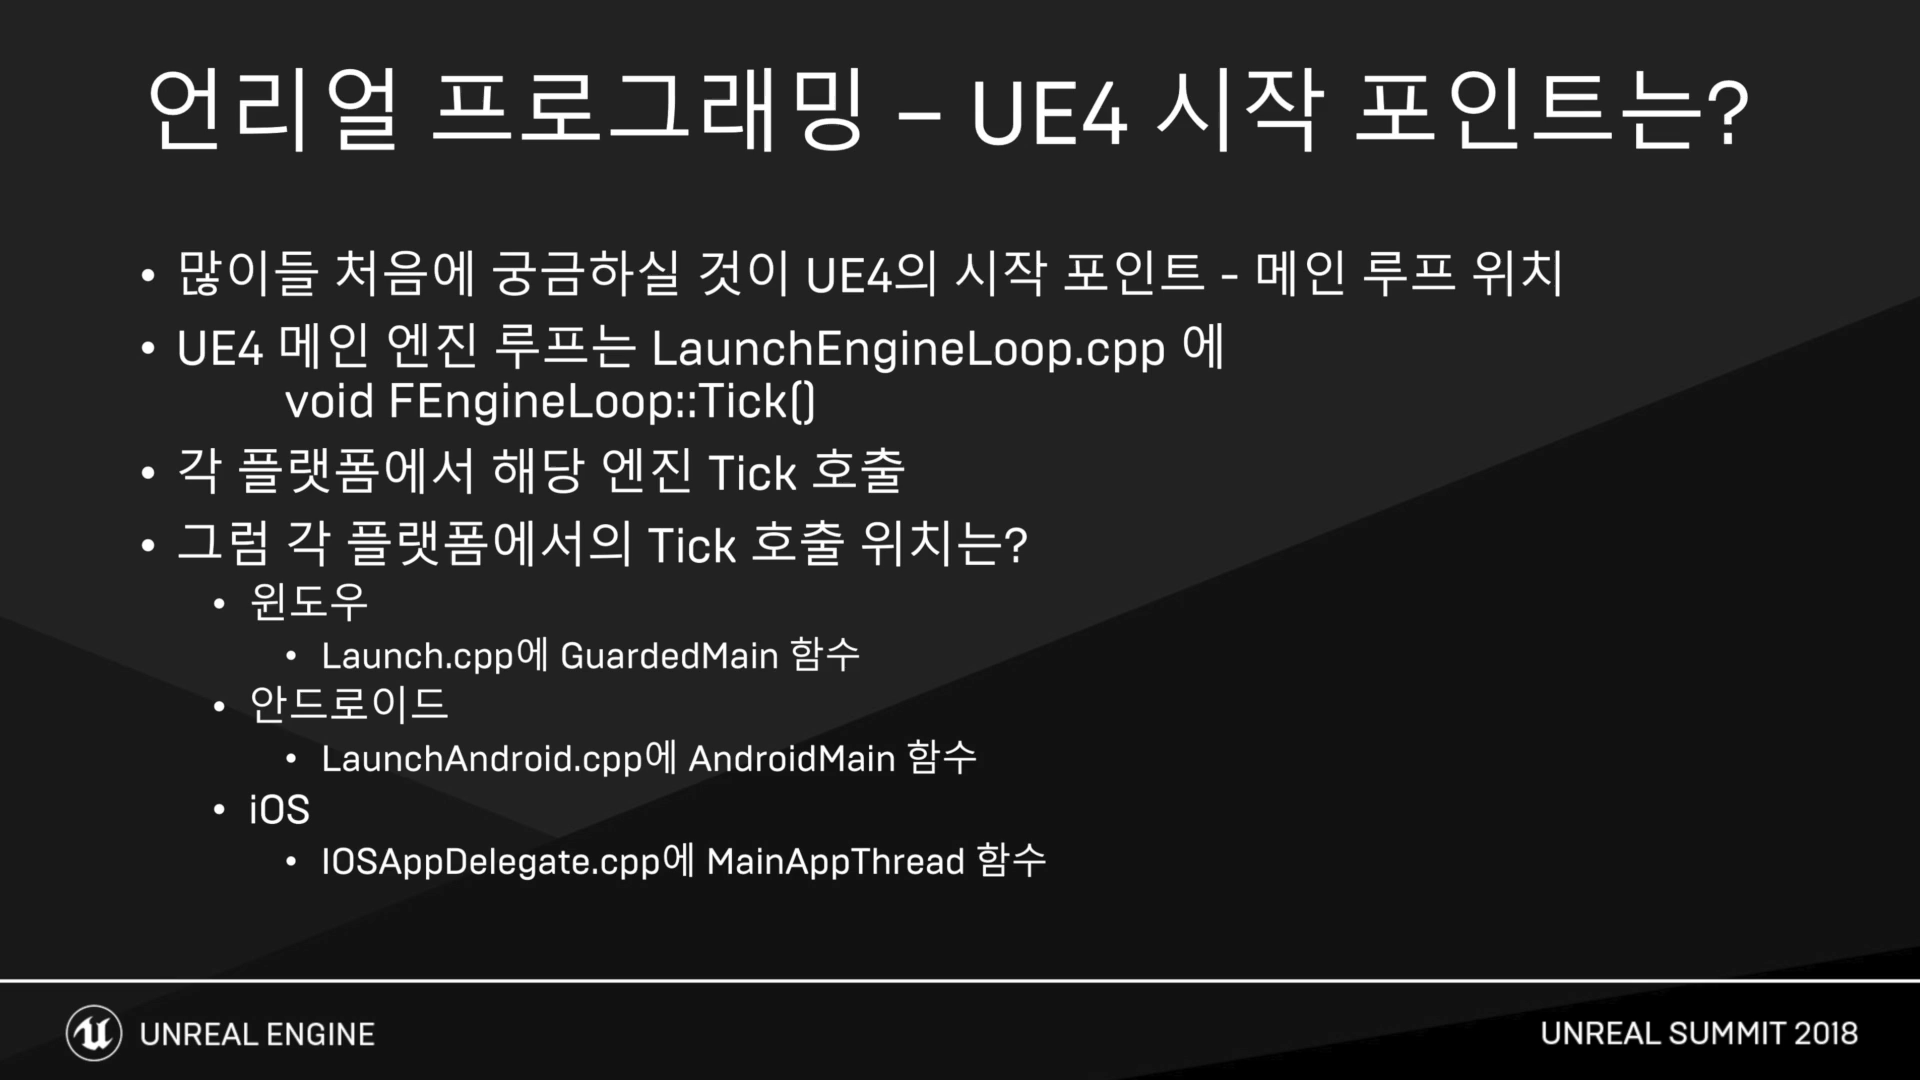 언리얼 프로그래밍 – UE4 시작 포인트는?
• 많이들 처음에 궁금하실 것이 UE4의 시작 포인트 - 메인 루프 위치
• UE4 메인 엔진 루프는 LaunchEngineLoop.cpp 에
void FEngineLoop::Tick()
• 각 플랫폼에서 해당 엔진 Tick 호출
• 그럼 각 플랫폼에서의 Tick 호출 위치는?
• 윈도우
• Launch.cpp에 GuardedMain 함수
• 안드로이드
• LaunchAndroid.cpp에 AndroidMain 함수
• iOS
• IOSAppDelegate.cpp에 MainAppThread 함수
UNREAL ENGINE
UNREAL SUMMIT 2018